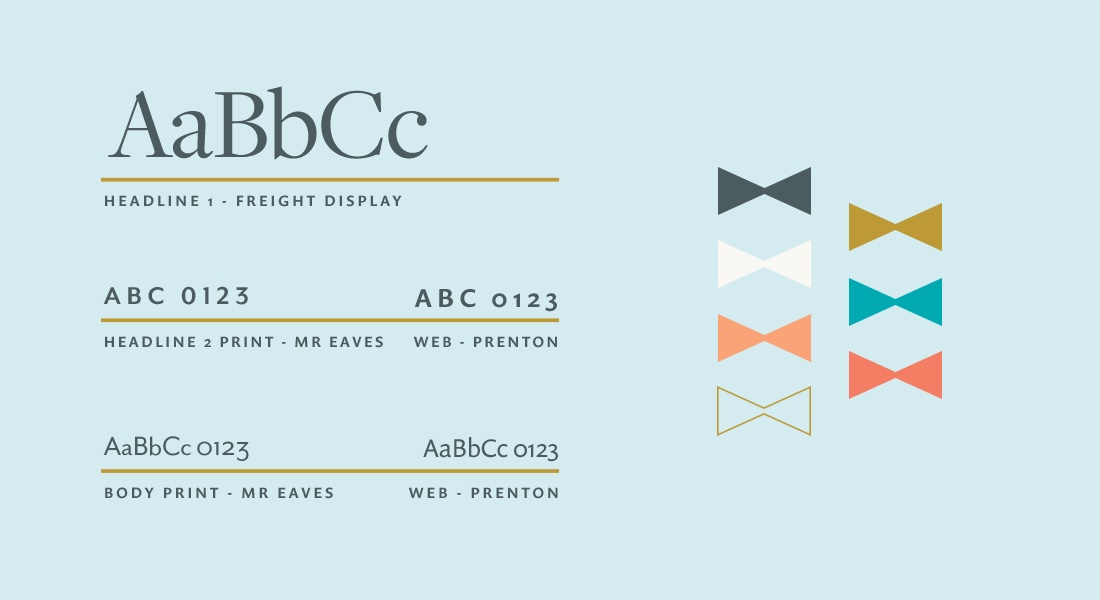 AaBbCc
HEADLINE 1 - FREIGHT DISPLAY
ABC 0123 ABC 0123
HEADLINE 2 PRINT - MR EAVES WEB - PRENTON
AaBbCc 0123 AaBbCc 0123
BODY PRINT - MR EAVES WEB - PRENTON